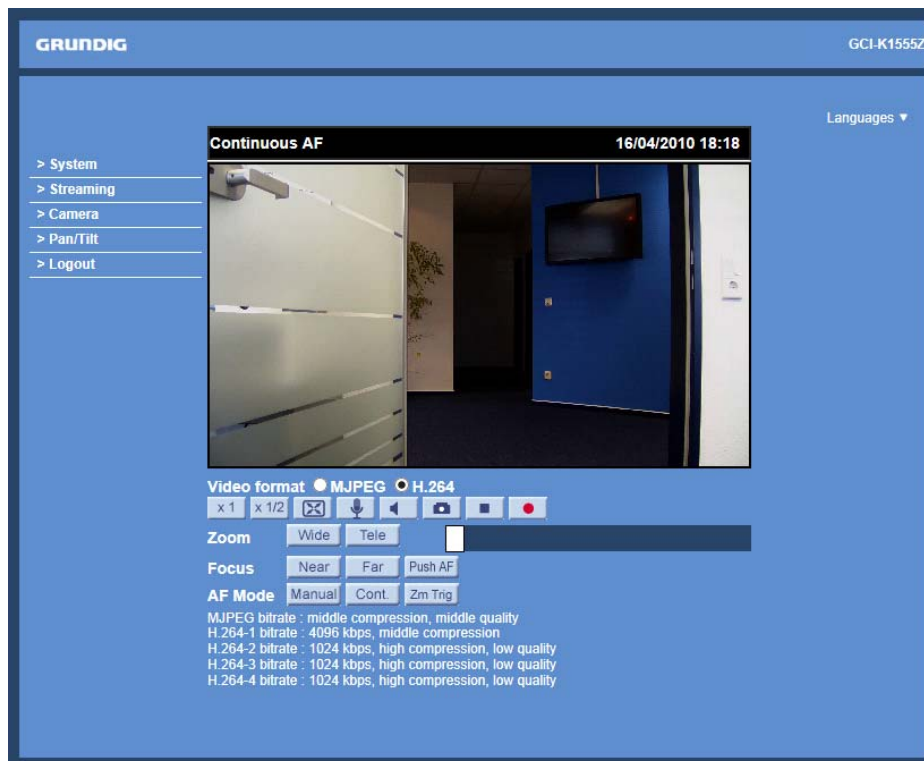 GRUNDIG
GCI-K1555Z
Languages ▼
> System
> Streaming
> Camera
> Pan/Tilt
> Logout
Continuous AF 16/04/2010 18:18
Video format MJPEG H.264
x 1 x 1/2
Zoom Wide Tele
Focus Near Far Push AF
AF Mode Manual Cont. Zm Trig
MJPEG bitrate : middle compression, middle quality
H.264-1 bitrate : 4096 kbps, middle compression
H.264-2 bitrate : 1024 kbps, high compression, low quality
H.264-3 bitrate : 1024 kbps, high compression, low quality
H.264-4 bitrate : 1024 kbps, high compression, low quality